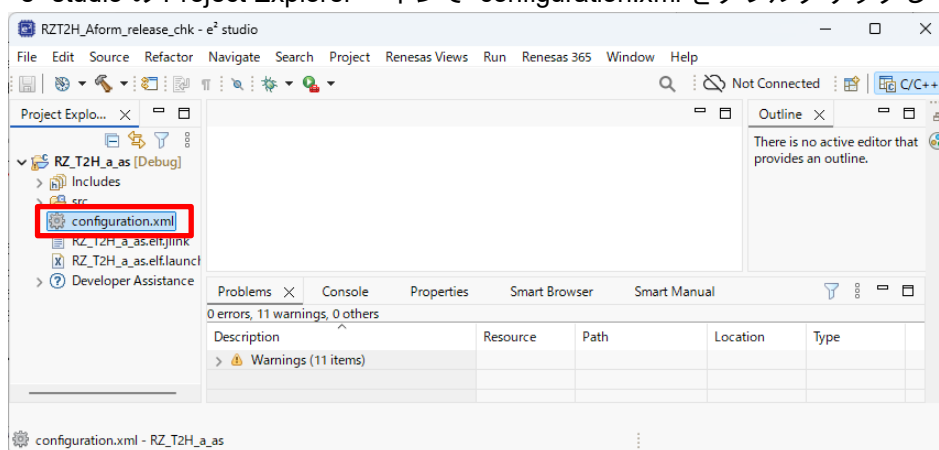 RZT2H_Aform_release_chk - e² studio
File Edit Source Refactor Navigate Search Project Renesas Views Run Renesas 365 Window Help
Not Connected C/C++
Project Explo...
Outline
There is no active editor that
provides an outline.
RZ_T2H_a_as [Debug]
Includes
src
configuration.xml
RZ_T2H_a_as.elf.jlink
RZ_T2H_a_as.elf.launch
Developer Assistance
Problems Console Properties Smart Browser Smart Manual
0 errors, 11 warnings, 0 others
Description Resource Path Location Type
Warnings (11 items)
configuration.xml - RZ_T2H_a_as